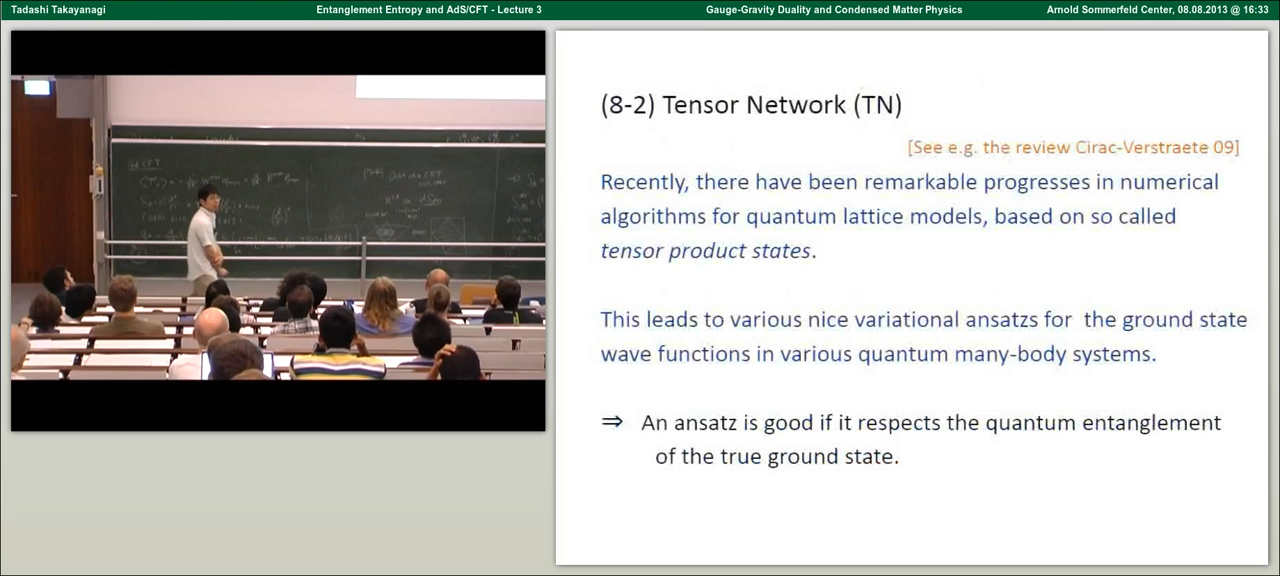 Tadashi Takayanagi
Entanglement Entropy and AdS/CFT - Lecture 3
Gauge-Gravity Duality and Condensed Matter Physics
Arnold Sommerfeld Center, 08.08.2013 @ 16:33
(8-2) Tensor Network (TN)
[See e.g. the review Cirac-Verstraete 09]
Recently, there have been remarkable progresses in numerical
algorithms for quantum lattice models, based on so called
tensor product states.
This leads to various nice variational ansatzs for the ground state
wave functions in various quantum many-body systems.
⇒ An ansatz is good if it respects the quantum entanglement
of the true ground state.